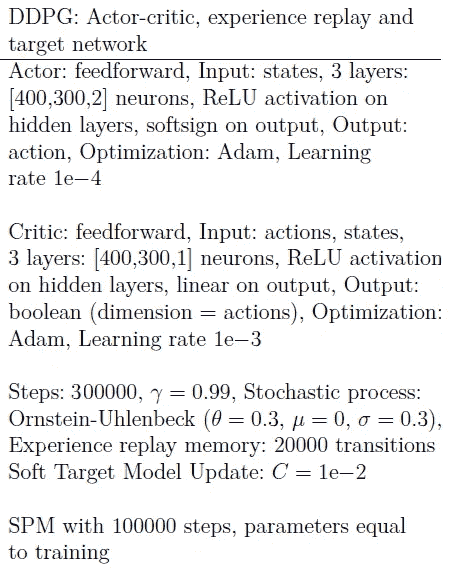 DDPG: Actor-critic, experience replay and
target network
Actor: feedforward, Input: states, 3 layers:
[400,300,2] neurons, ReLU activation on
hidden layers, softsign on output, Output:
action, Optimization: Adam, Learning
rate 1e−4
Critic: feedforward, Input: actions, states,
3 layers: [400,300,1] neurons, ReLU activation
on hidden layers, linear on output, Output:
boolean (dimension = actions), Optimization:
Adam, Learning rate 1e−3
Steps: 300000, γ = 0.99, Stochastic process:
Ornstein-Uhlenbeck (θ = 0.3, μ = 0, σ = 0.3),
Experience replay memory: 20000 transitions
Soft Target Model Update: C = 1e−2
SPM with 100000 steps, parameters equal
to training